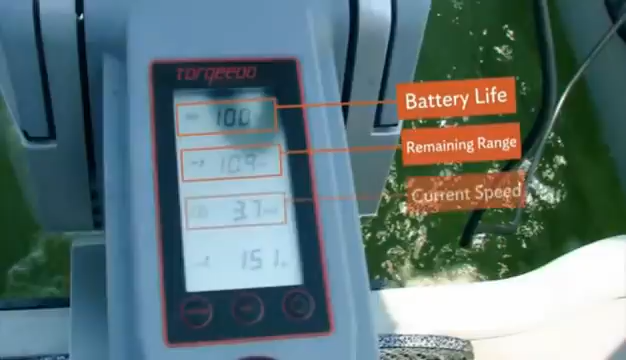 torqeedo
100
Battery Life
10.9
Remaining Range
3.7
Current Speed
151